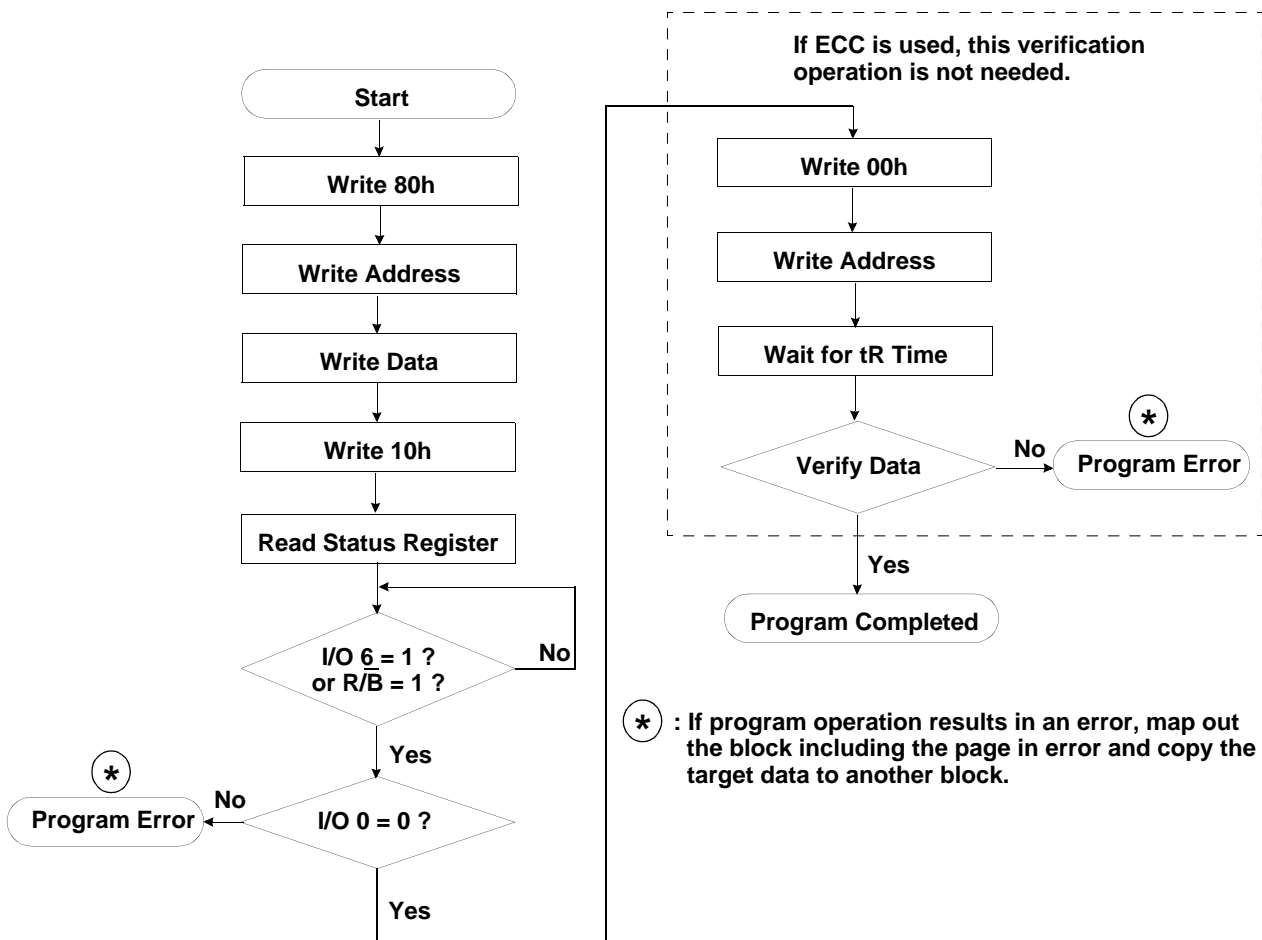 Start
Write 80h
Write Address
Write Data
Write 10h
Read Status Register
I/O 6 = 1 ?
or R/B̅ = 1 ?
No
Yes
*
No
Program Error
I/O 0 = 0 ?
Yes
If ECC is used, this verification
operation is not needed.
Write 00h
Write Address
Wait for tR Time
*
Verify Data
No
Program Error
Yes
Program Completed
* : If program operation results in an error, map out
the block including the page in error and copy the
target data to another block.